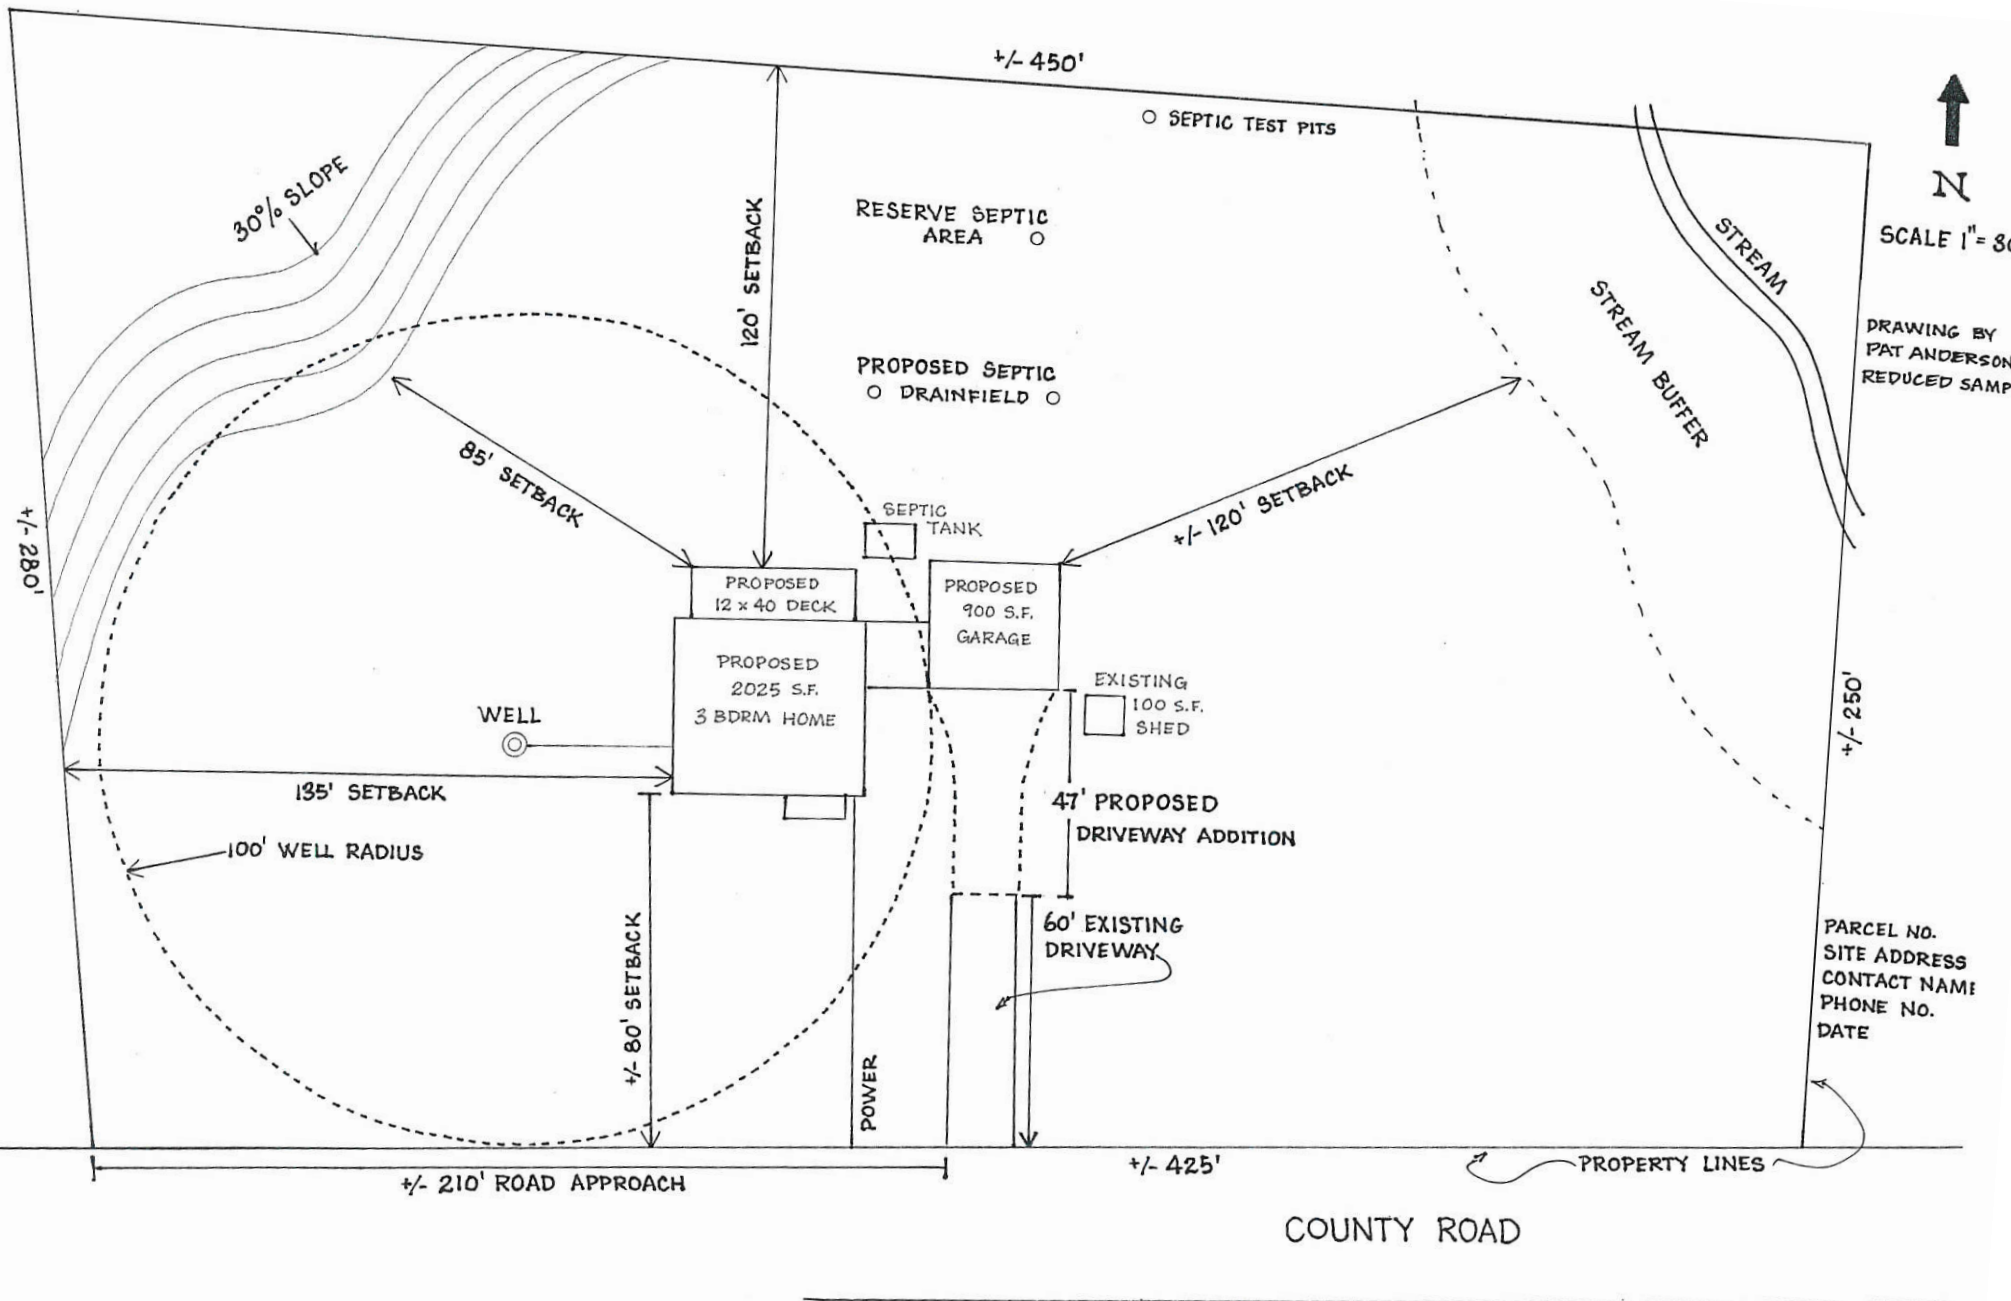 +/- 450'
○ SEPTIC TEST PITS
N
SCALE 1"= 30
30% SLOPE
120' SETBACK
RESERVE SEPTIC
AREA
STREAM
STREAM BUFFER
DRAWING BY
PAT ANDERSON
REDUCED SAMP
PROPOSED SEPTIC
DRAINFIELD
85' SETBACK
+/- 120' SETBACK
SEPTIC
TANK
+/- 280'
PROPOSED
12 x 40 DECK
PROPOSED
900 S.F.
GARAGE
PROPOSED
2025 S.F.
3 BDRM HOME
EXISTING
100 S.F.
SHED
WELL
+/- 250'
135' SETBACK
47' PROPOSED
DRIVEWAY ADDITION
100' WELL RADIUS
60' EXISTING
DRIVEWAY
+/- 80' SETBACK
POWER
PARCEL NO.
SITE ADDRESS
CONTACT NAME
PHONE NO.
DATE
+/- 210' ROAD APPROACH
+/- 425'
PROPERTY LINES
COUNTY ROAD